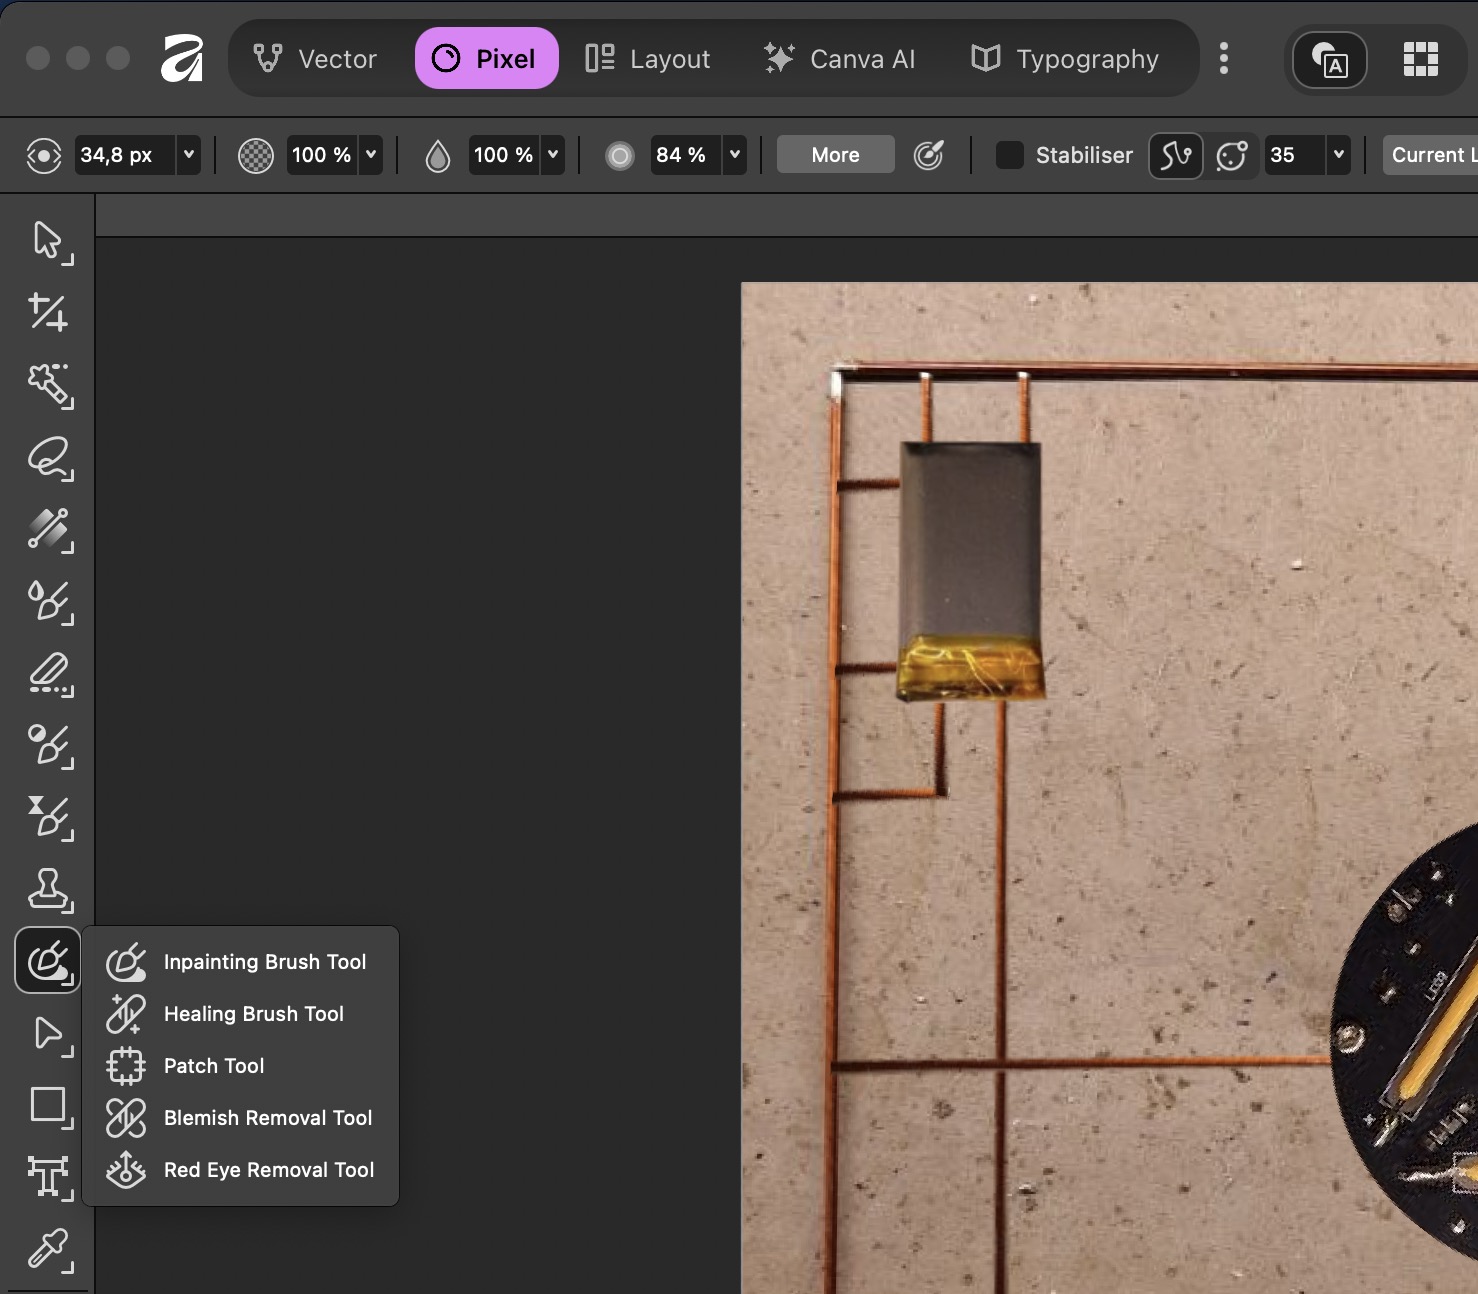 Vector
Pixel
Layout
Canva AI
Typography
A
34,8 px
100 %
100 %
84 %
More
Stabiliser
35
Current L
Inpainting Brush Tool
Healing Brush Tool
Patch Tool
Blemish Removal Tool
Red Eye Removal Tool